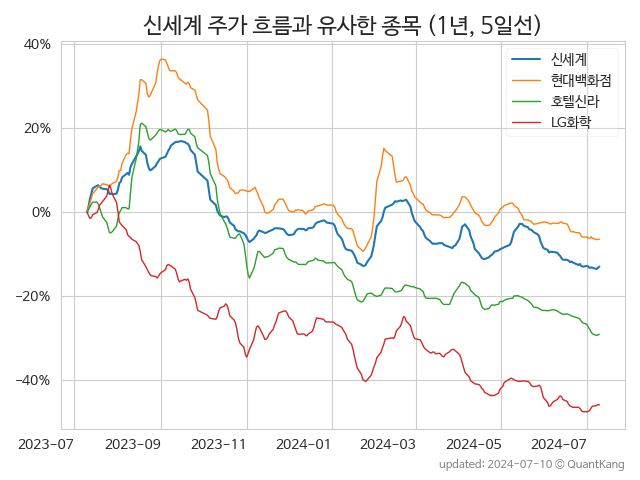 신세계 주가 흐름과 유사한 종목 (1년, 5일선)
40%
20%
0%
−20%
−40%
신세계
현대백화점
호텔신라
LG화학
2023-07
2023-09
2023-11
2024-01
2024-03
2024-05
2024-07
updated: 2024-07-10 © QuantKang